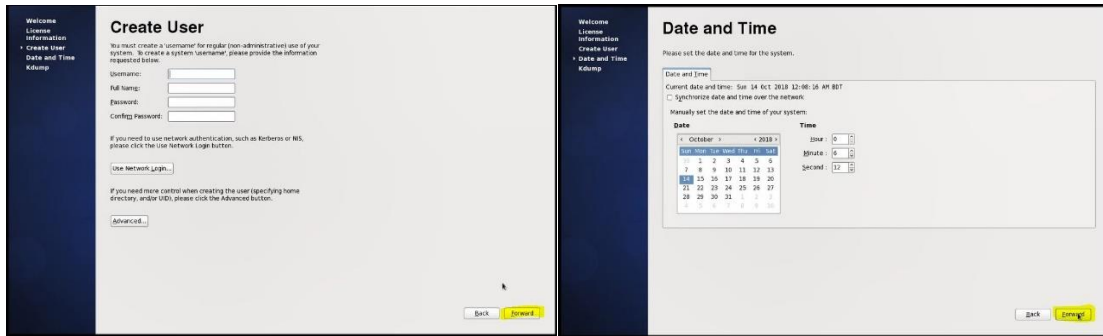 Welcome
License
Information
Create User
Date and Time
Kdump
Create User
You must create a 'username' for regular (non-administrative) use of your
system. To create a system 'username', please provide the information
requested below.
Username:
Full Name:
Password:
Confirm Password:
If you need to use network authentication, such as Kerberos or NIS,
please click the Use Network Login button.
Use Network Login...
If you need more control when creating the user (specifying home
directory, and/or UID), please click the Advanced button.
Advanced...
Back Forward
Welcome
License
Information
Create User
Date and Time
Kdump
Date and Time
Please set the date and time for the system.
Date and Time
Current date and time: Sun 14 Oct 2018 12:08:16 AM BDT
Synchronize date and time over the network
Manually set the date and time of your system:
Date Time
October 2018
Hour : 0
Minute : 6
Second : 12
Sun Mon Tue Wed Thu Fri Sat
30 1 2 3 4 5 6
7 8 9 10 11 12 13
14 15 16 17 18 19 20
21 22 23 24 25 26 27
28 29 30 31 1 2 3
4 5 6 7 8 9 10
Back Forward